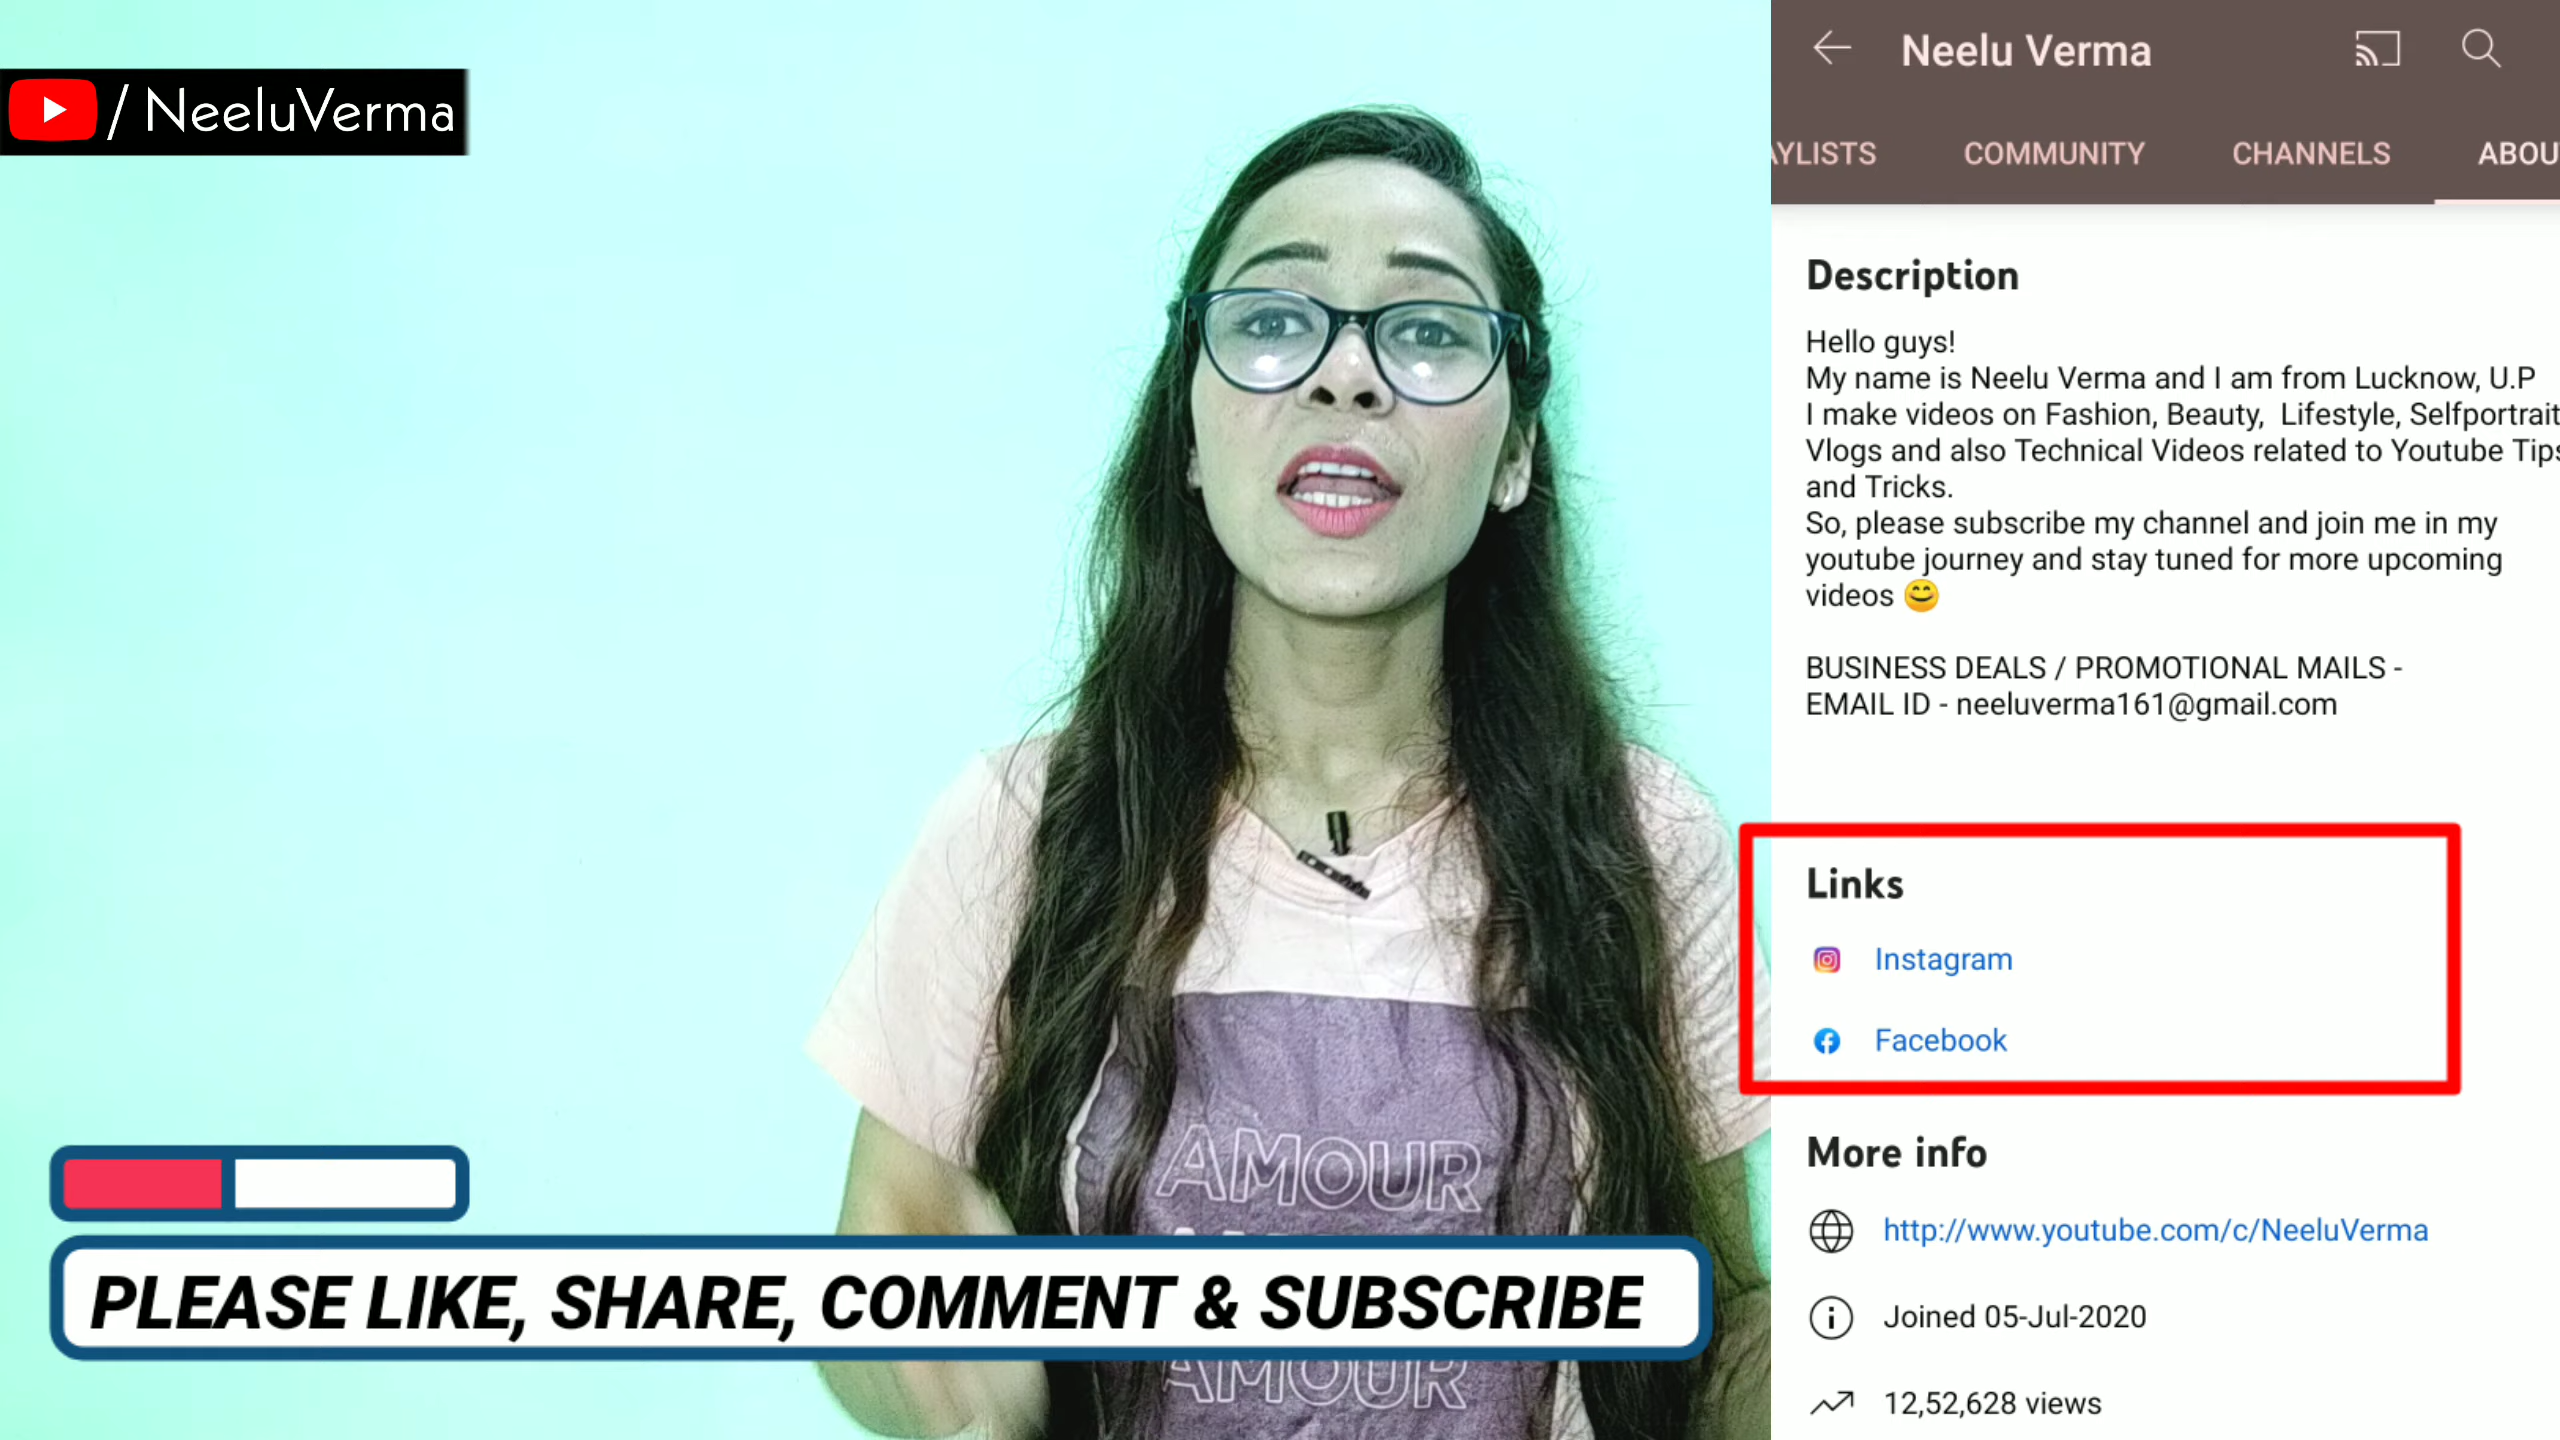 / NeeluVerma
AMOUR
PLEASE LIKE, SHARE, COMMENT & SUBSCRIBE
AMOUR
Neelu Verma
AYLISTS COMMUNITY CHANNELS ABOU
Description
Hello guys!
My name is Neelu Verma and I am from Lucknow, U.P
I make videos on Fashion, Beauty, Lifestyle, Selfportrait
Vlogs and also Technical Videos related to Youtube Tips
and Tricks.
So, please subscribe my channel and join me in my
youtube journey and stay tuned for more upcoming
videos 😊
BUSINESS DEALS / PROMOTIONAL MAILS -
EMAIL ID - neeluverma161@gmail.com
Links
Instagram
Facebook
More info
http://www.youtube.com/c/NeeluVerma
Joined 05-Jul-2020
12,52,628 views